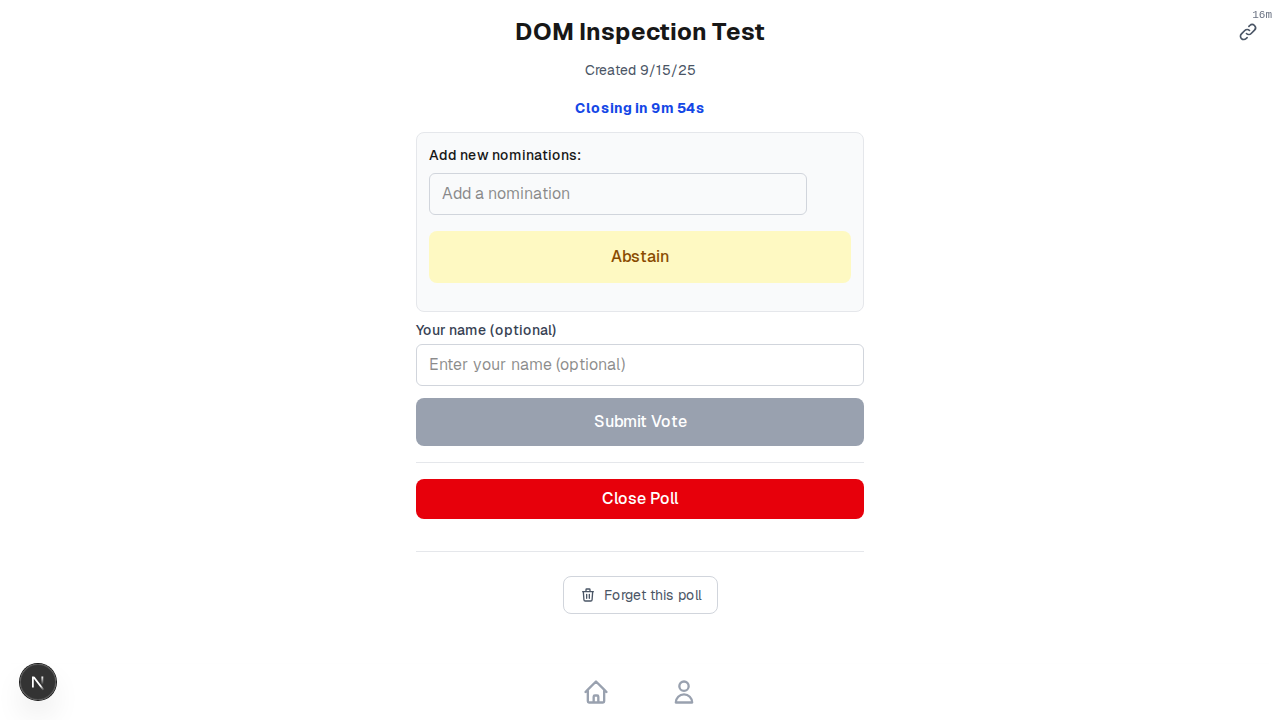 16m
DOM Inspection Test
Created 9/15/25
Closing in 9m 54s
Add new nominations:
Add a nomination
Abstain
Your name (optional)
Enter your name (optional)
Submit Vote
Close Poll
Forget this poll
N